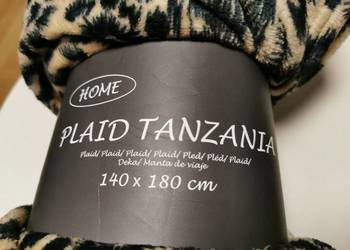 HOME
PLAID TANZANIA
Plaid/ Plaid/ Plaid/ Plaid/ Pled/ Pléd/ Plaid/
Deka/ Manta de viaje
140 x 180 cm